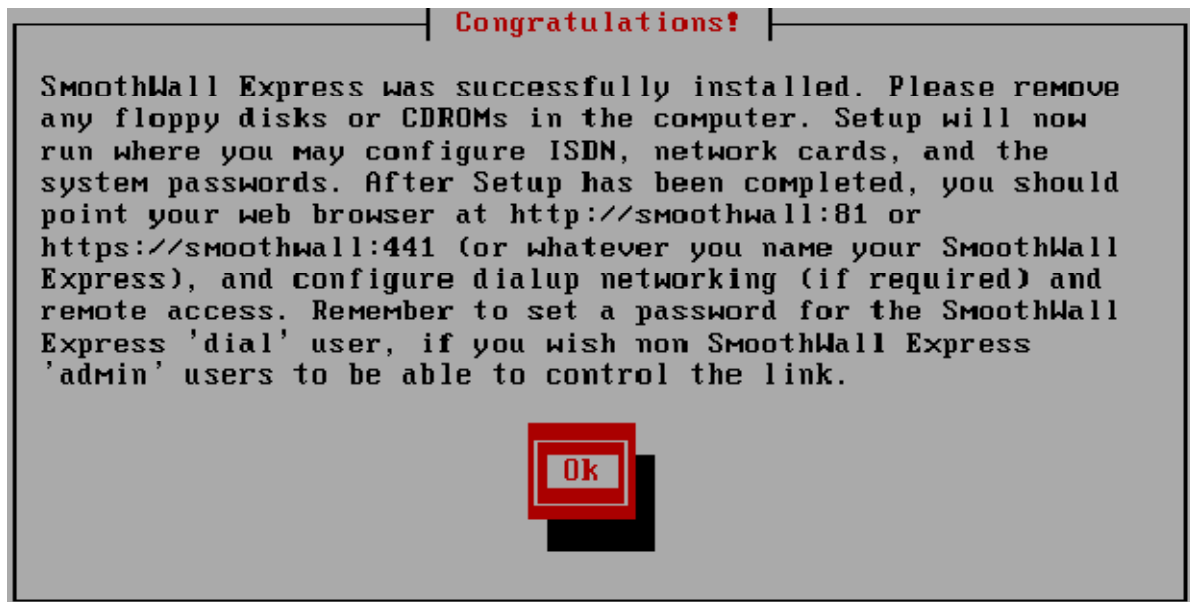 Congratulations!
SmoothWall Express was successfully installed. Please remove
any floppy disks or CDROMs in the computer. Setup will now
run where you may configure ISDN, network cards, and the
system passwords. After Setup has been completed, you should
point your web browser at http://smoothwall:81 or
https://smoothwall:441 (or whatever you name your SmoothWall
Express), and configure dialup networking (if required) and
remote access. Remember to set a password for the SmoothWall
Express 'dial' user, if you wish non SmoothWall Express
'admin' users to be able to control the link.
Ok